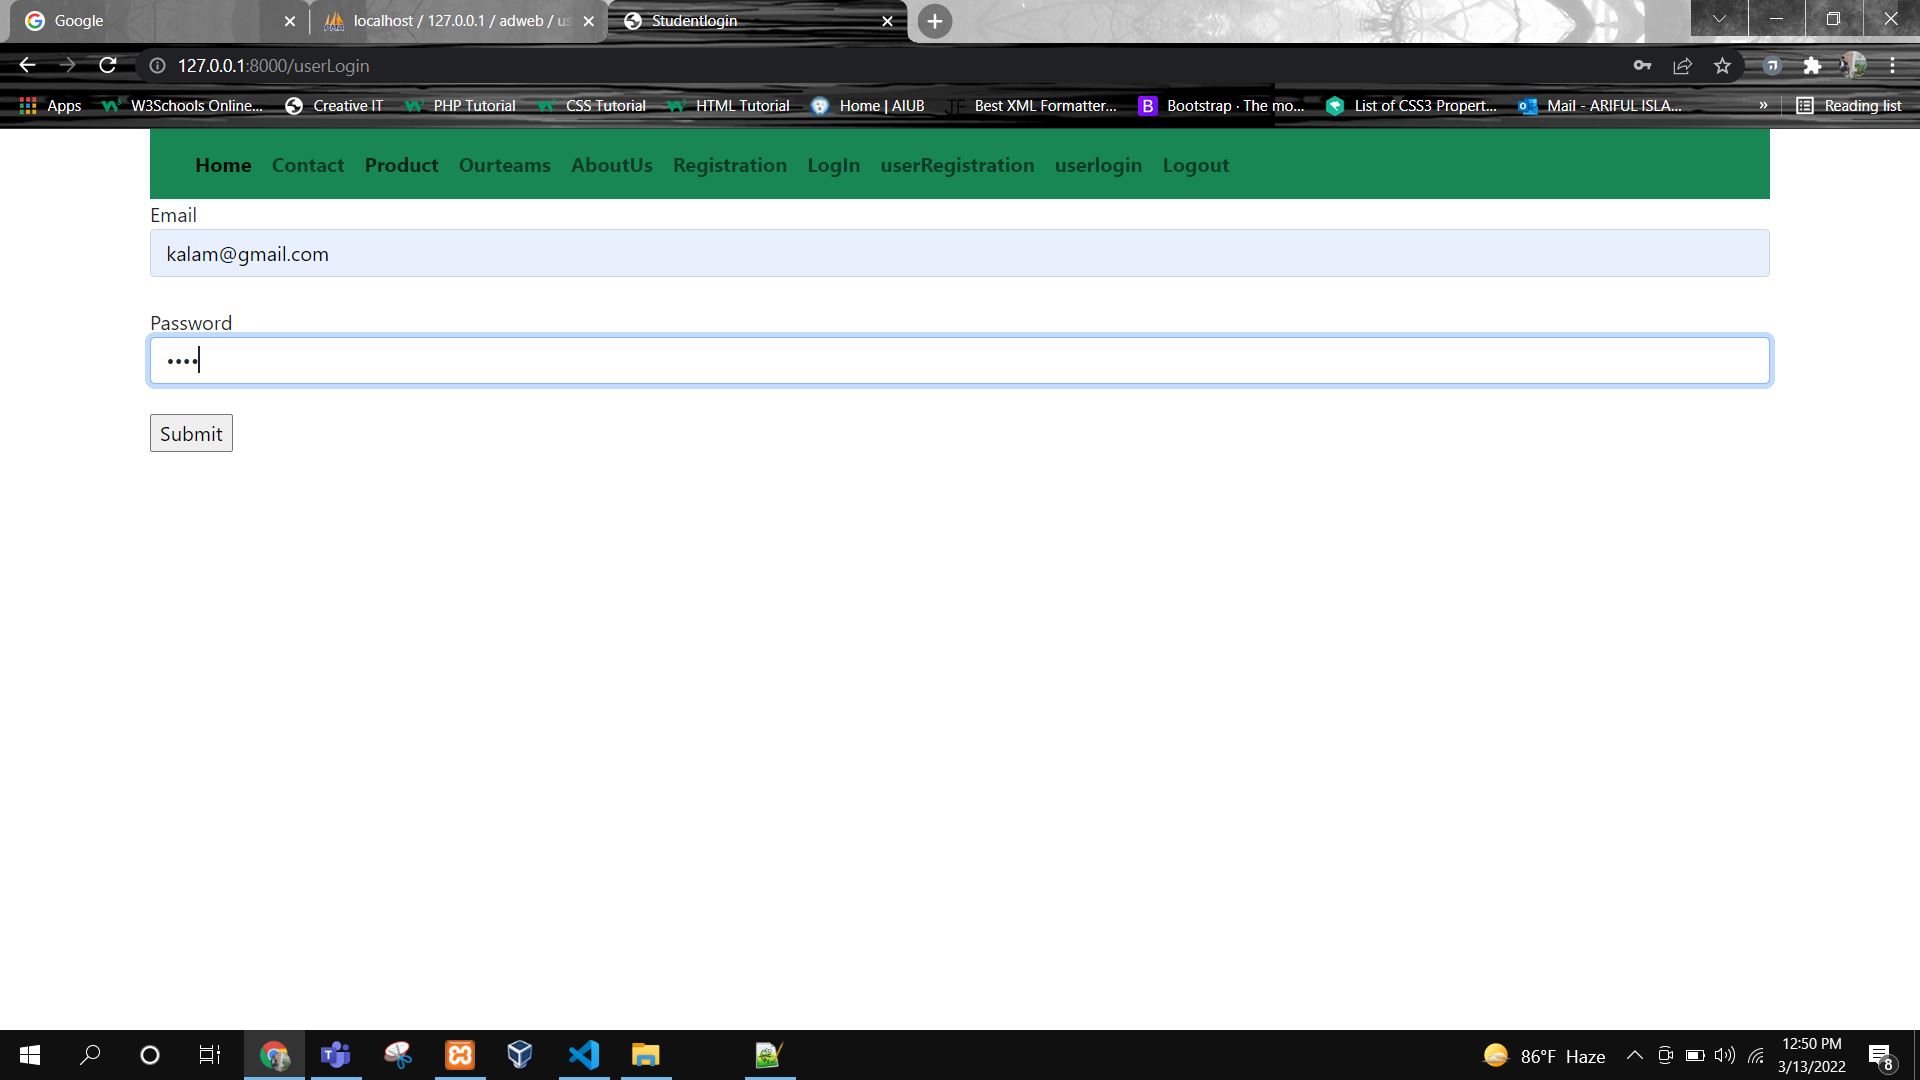 Google
localhost / 127.0.0.1 / adweb / us
Studentlogin
127.0.0.1:8000/userLogin
Apps W3Schools Online... Creative IT PHP Tutorial CSS Tutorial HTML Tutorial Home | AIUB Best XML Formatter... Bootstrap · The mo... List of CSS3 Propert... Mail - ARIFUL ISLA... » Reading list
Home Contact Product Ourteams AboutUs Registration LogIn userRegistration userlogin Logout
Email
kalam@gmail.com
Password
••••
Submit
86°F Haze
12:50 PM
3/13/2022
8